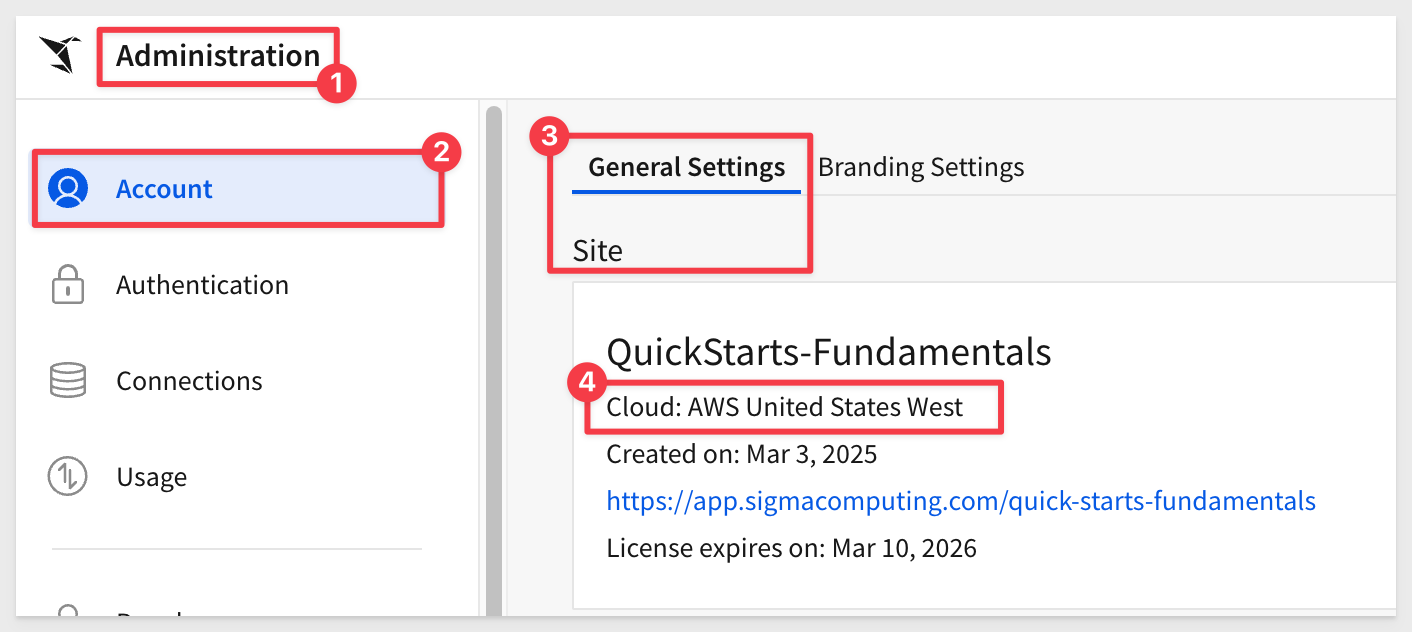 Administration
1
2
Account
Authentication
Connections
Usage
3
General Settings
Branding Settings
Site
QuickStarts-Fundamentals
4
Cloud: AWS United States West
Created on: Mar 3, 2025
https://app.sigmacomputing.com/quick-starts-fundamentals
License expires on: Mar 10, 2026